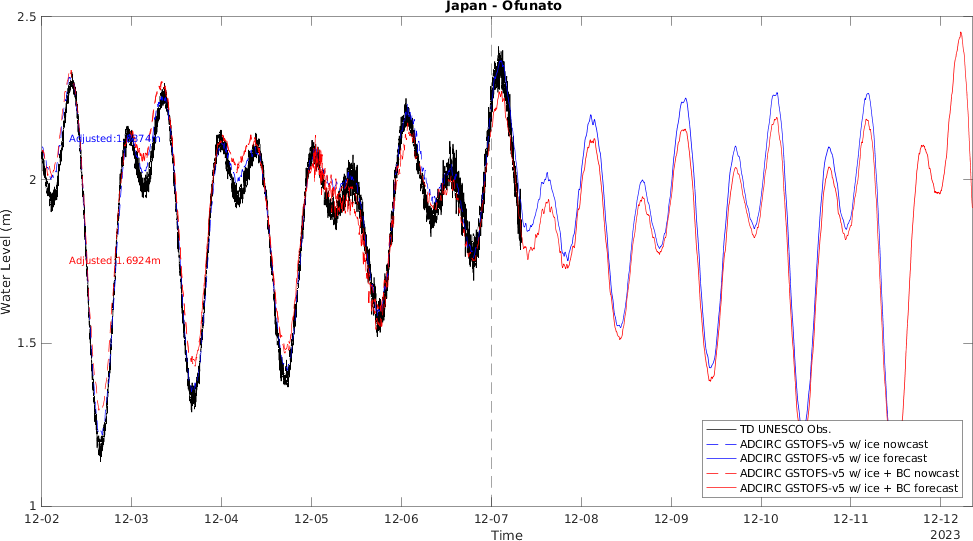 Japan - Ofunato
2.5
2
1.5
1
Water Level (m)
Adjusted:1.6924m
TD UNESCO Obs.
ADCIRC GSTOFS-v5 w/ ice nowcast
ADCIRC GSTOFS-v5 w/ ice forecast
ADCIRC GSTOFS-v5 w/ ice + BC nowcast
ADCIRC GSTOFS-v5 w/ ice + BC forecast
12-02 12-03 12-04 12-05 12-06 12-07 12-08 12-09 12-10 12-11 12-12
Time
2023